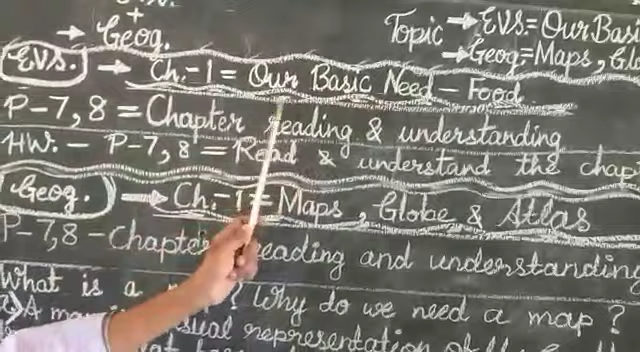 +
→ Geog.
Topic → EVS = Our Basi
→ Geog = Maps, Glo
EVS. → Ch.-1 = Our Basic Need - Food
P-7,8 = Chapter reading & understanding
HW. - P-7,8 = Read & understand the chap
Geog. → Ch.-1 = Maps, Globe & Atlas
P-7,8 - Chapter reading and understanding
What is a ? Why do we need a map?
A representation of